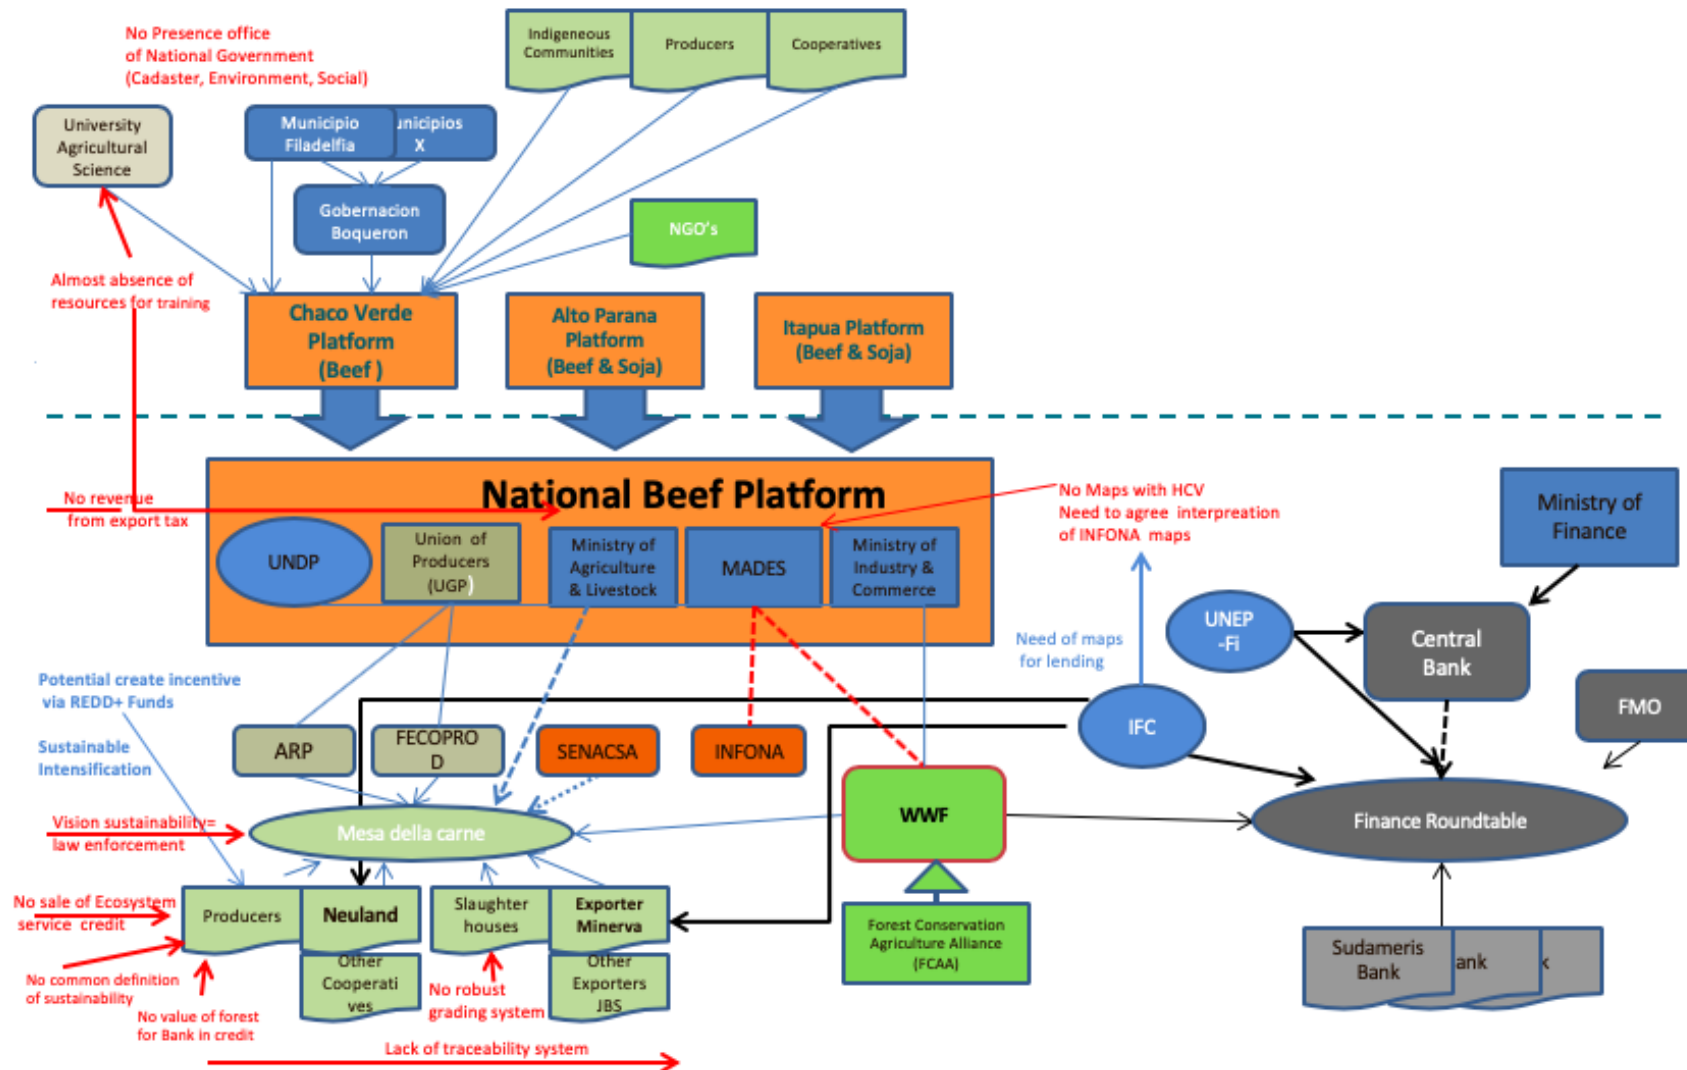 No Presence office
of National Government
(Cadaster, Environment, Social)
Indigeneous
Communities
Producers
Cooperatives
University
Agricultural
Science
Municipio
Filadelfia
unicipios
X
Gobernacion
Boqueron
NGO's
Almost absence of
resources for training
Chaco Verde
Platform
(Beef )
Alto Parana
Platform
(Beef & Soja)
Itapua Platform
(Beef & Soja)
National Beef Platform
No revenue
from export tax
UNDP
Union of
Producers
(UGP)
Ministry of
Agriculture
& Livestock
MADES
Ministry of
Industry &
Commerce
No Maps with HCV
Need to agree interpreation
of INFONA maps
Ministry of
Finance
UNEP
-Fi
Central
Bank
Need of maps
for lending
Potential create incentive
via REDD+ Funds
Sustainable
Intensification
ARP
FECOPRO
D
SENACSA
INFONA
IFC
FMO
Vision sustainability=
law enforcement
Mesa della carne
WWF
Finance Roundtable
No sale of Ecosystem
service credit
Producers
Neuland
Slaughter
houses
Exporter
Minerva
Forest Conservation
Agriculture Alliance
(FCAA)
Other
Cooperati
ves
Other
Exporters
JBS
Sudameris
Bank
ank
k
No common definition
of sustainability
No value of forest
for Bank in credit
No robust
grading system
Lack of traceability system